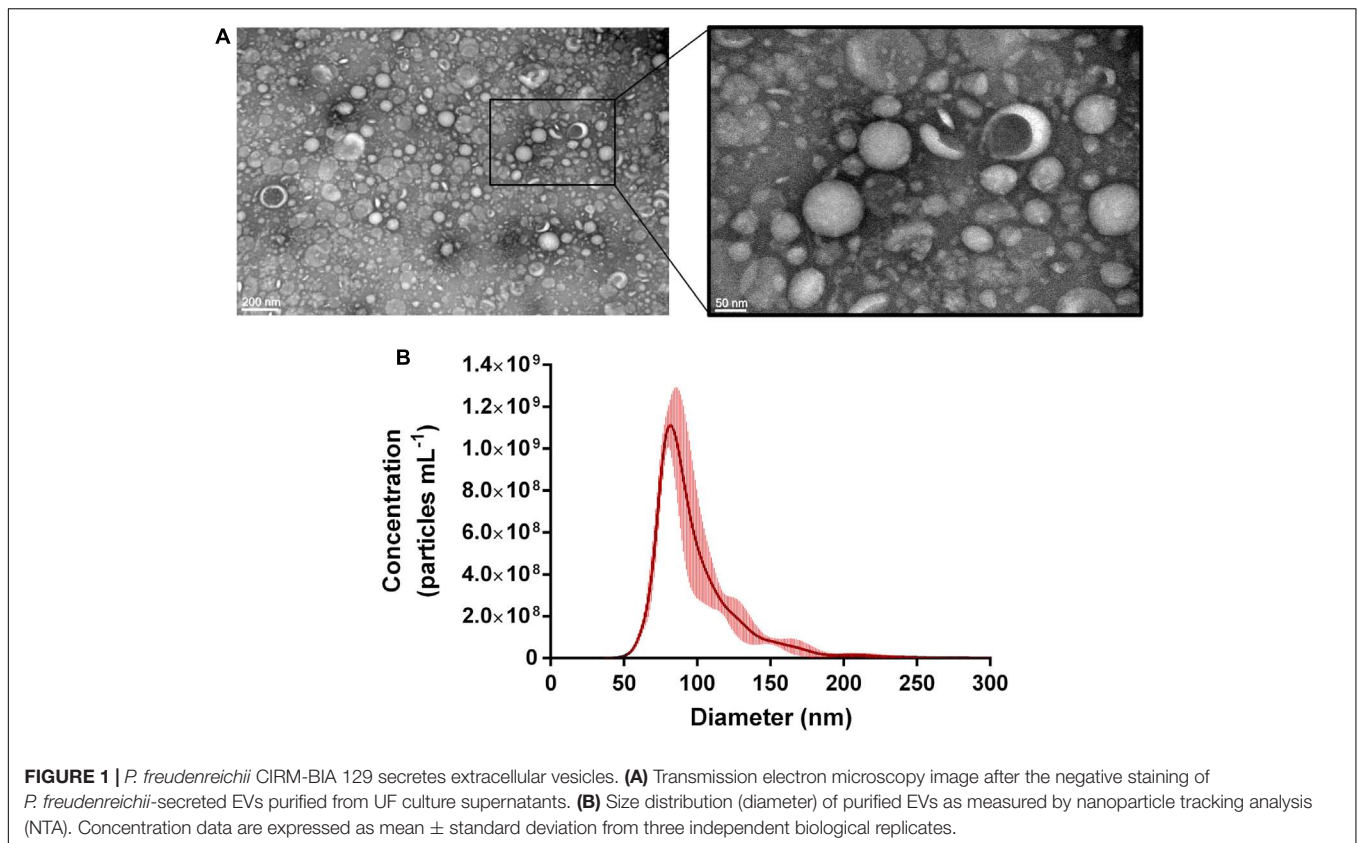 A
200 nm
50 nm
B
1.4×10⁹
1.2×10⁹
1.0×10⁹
8.0×10⁸
6.0×10⁸
4.0×10⁸
2.0×10⁸
0
Concentration
(particles mL⁻¹)
0 50 100 150 200 250 300
Diameter (nm)
FIGURE 1 | P. freudenreichii CIRM-BIA 129 secretes extracellular vesicles. (A) Transmission electron microscopy image after the negative staining of
P. freudenreichii-secreted EVs purified from UF culture supernatants. (B) Size distribution (diameter) of purified EVs as measured by nanoparticle tracking analysis
(NTA). Concentration data are expressed as mean ± standard deviation from three independent biological replicates.